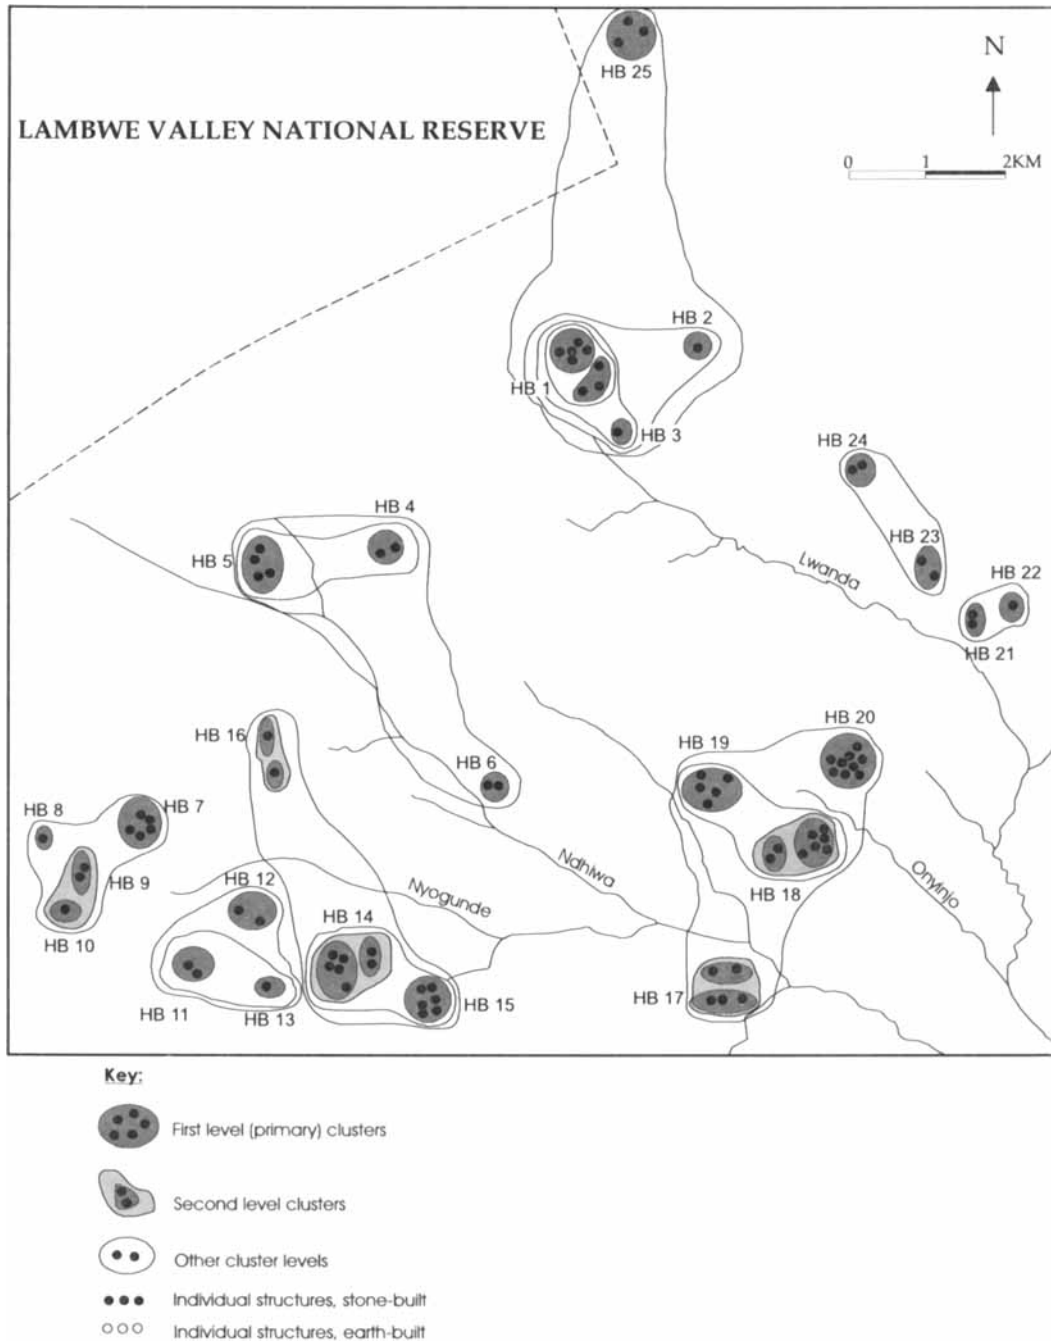 HB 25
N
LAMBWE VALLEY NATIONAL RESERVE
0 1 2KM
HB 2
HB 1
HB 3
HB 24
HB 4
HB 5
HB 23
Lwanda
HB 22
HB 21
HB 16
HB 20
HB 19
HB 6
HB 8
HB 7
HB 9
HB 10
HB 12
Nyogunde
Ndhiwa
HB 18
Onyinjo
HB 14
HB 11
HB 13
HB 15
HB 17
Key:
First level (primary) clusters
Second level clusters
Other cluster levels
Individual structures, stone-built
Individual structures, earth-built